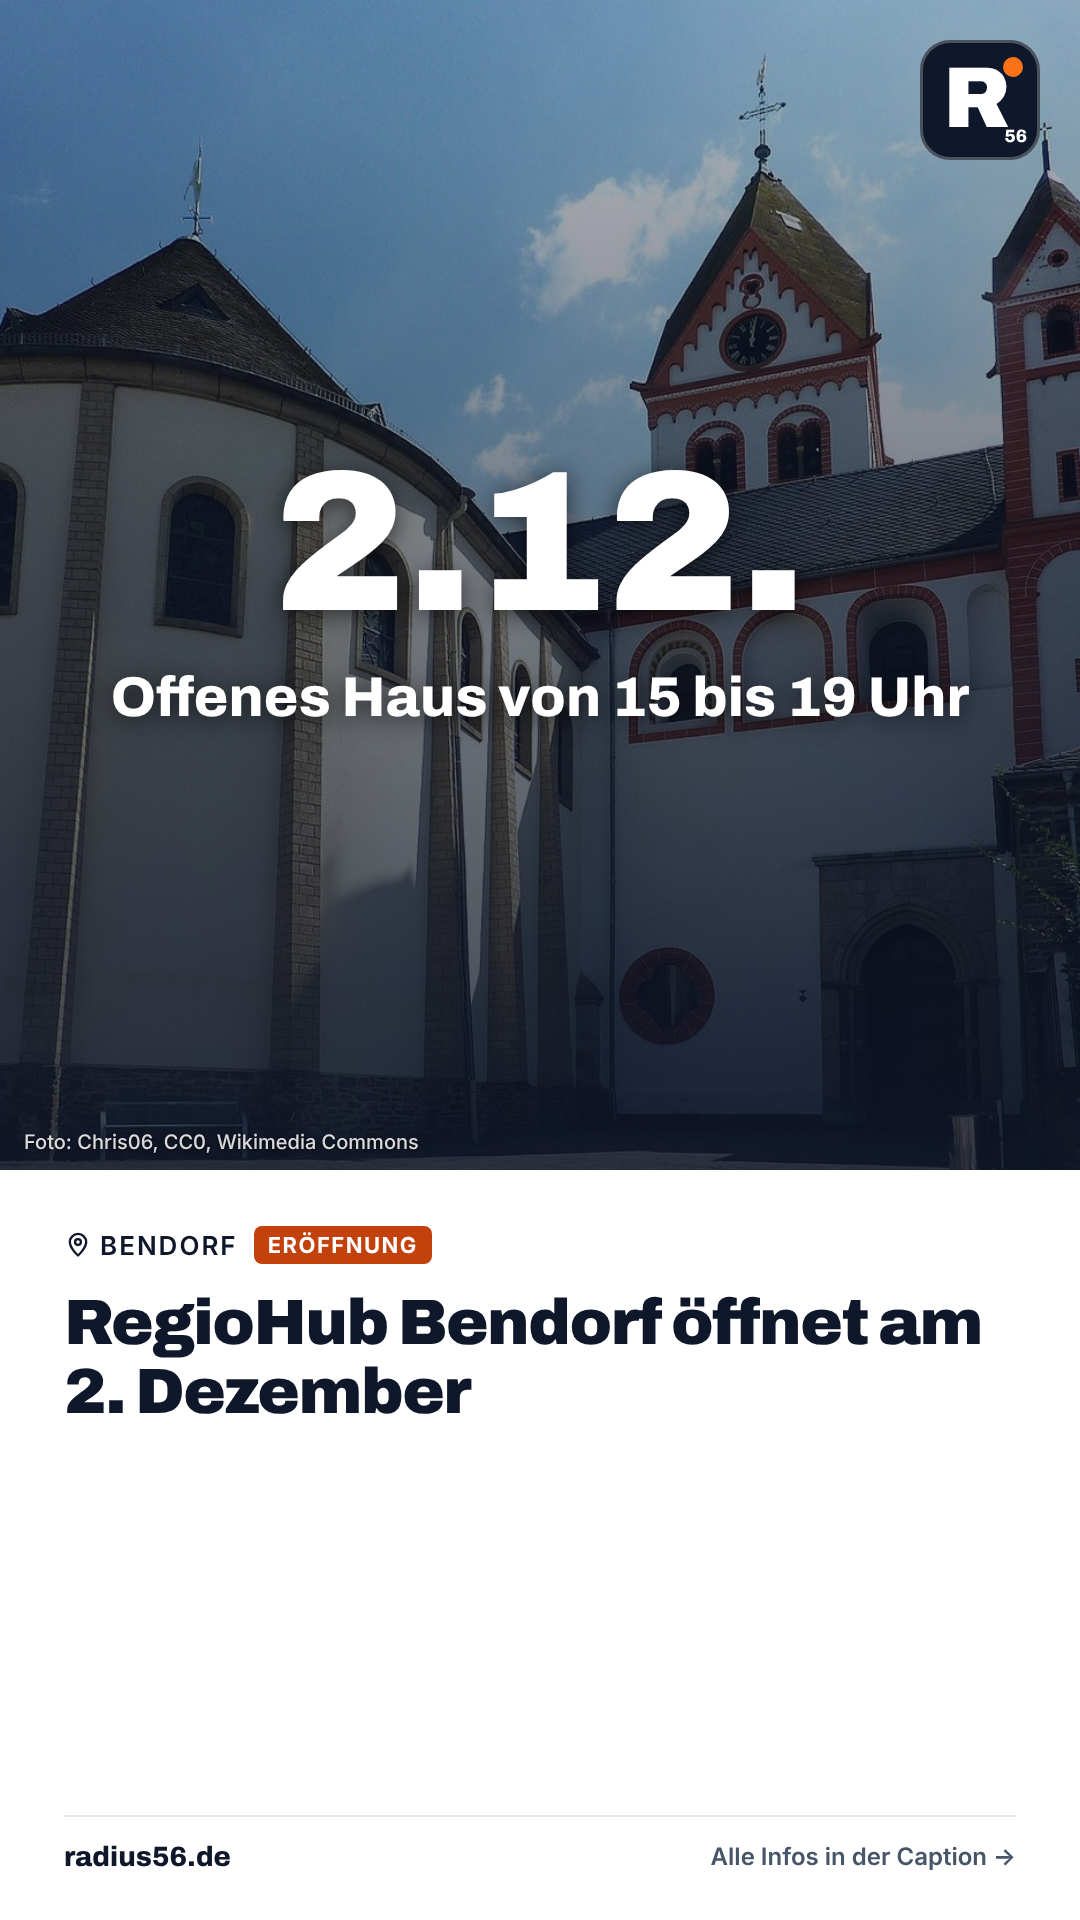 R
56
2.12.
Offenes Haus von 15 bis 19 Uhr
Foto: Chris06, CC0, Wikimedia Commons
BENDORF
ERÖFFNUNG
RegioHub Bendorf öffnet am
2. Dezember
radius56.de
Alle Infos in der Caption →